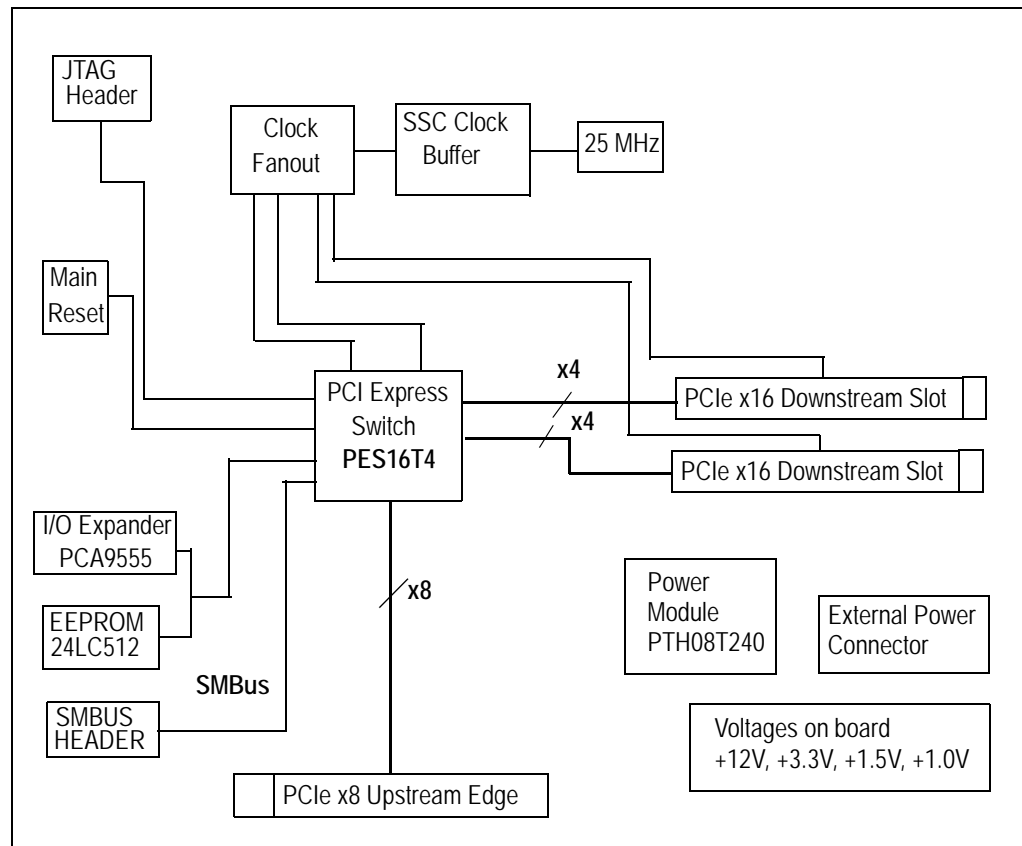 JTAG
Header
Clock
Fanout
SSC Clock
Buffer
25 MHz
Main
Reset
PCI Express
Switch
PES16T4
x4
PCIe x16 Downstream Slot
x4
PCIe x16 Downstream Slot
I/O Expander
PCA9555
EEPROM
24LC512
SMBus
SMBUS
HEADER
x8
Power
Module
PTH08T240
External Power
Connector
Voltages on board
+12V, +3.3V, +1.5V, +1.0V
PCIe x8 Upstream Edge